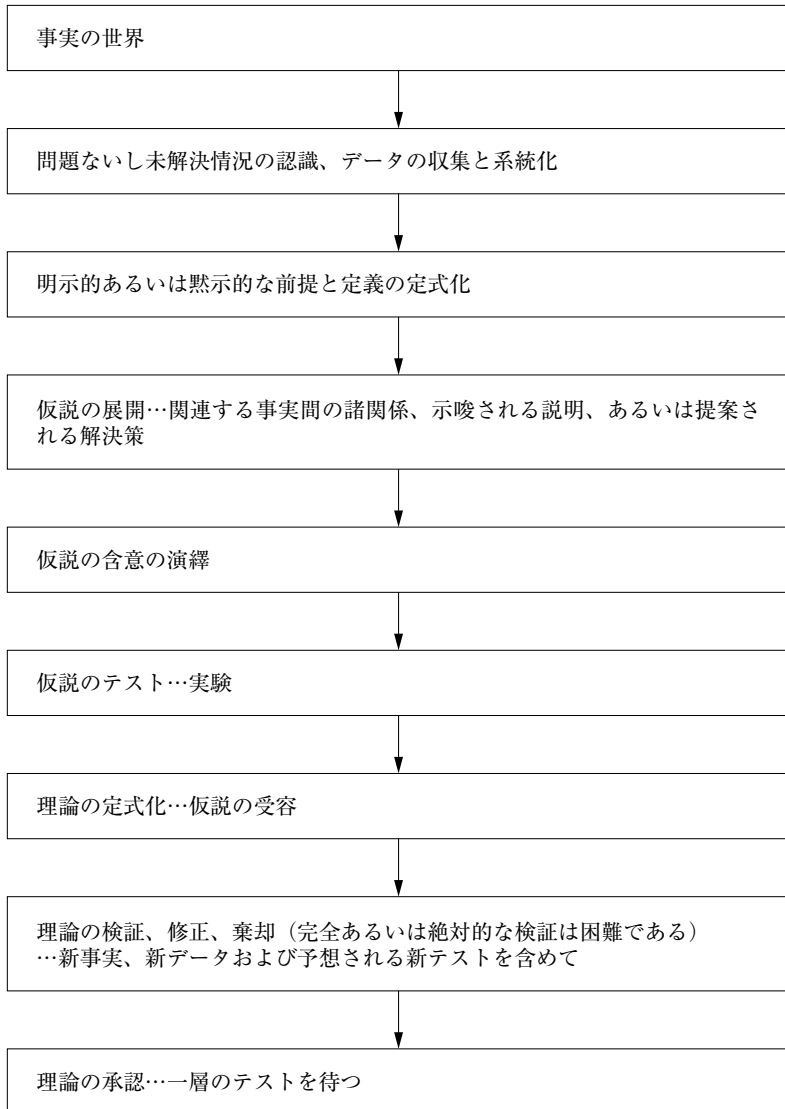 事実の世界
問題ないし未解決情況の認識、データの収集と系統化
明示的あるいは黙示的な前提と定義の定式化
仮説の展開…関連する事実間の諸関係、示唆される説明、あるいは提案さ
れる解決策
仮説の含意の演繹
仮説のテスト…実験
理論の定式化…仮説の受容
理論の検証、修正、棄却（完全あるいは絶対的な検証は困難である）
…新事実、新データおよび予想される新テストを含めて
理論の承認…一層のテストを待つ